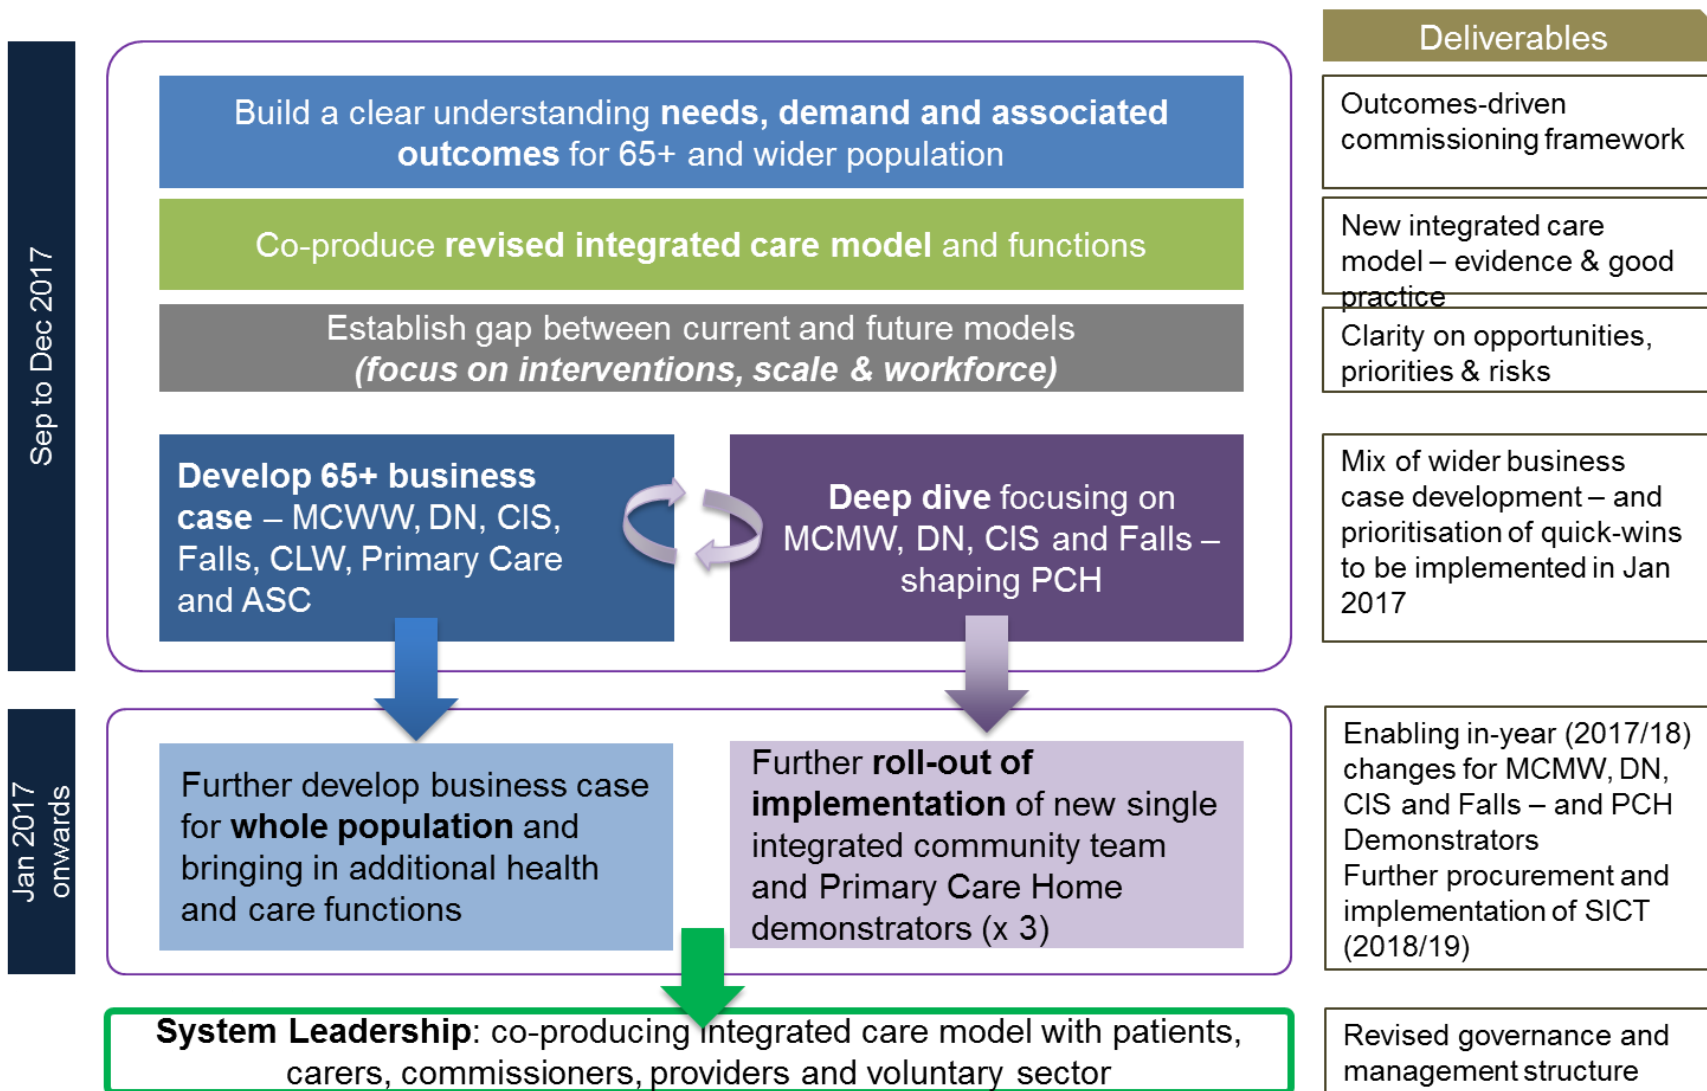 Deliverables
Sep to Dec 2017
Build a clear understanding needs, demand and associated
outcomes for 65+ and wider population
Outcomes-driven
commissioning framework
Co-produce revised integrated care model and functions
New integrated care
model – evidence & good
practice
Establish gap between current and future models
(focus on interventions, scale & workforce)
Clarity on opportunities,
priorities & risks
Develop 65+ business
case – MCWW, DN, CIS,
Falls, CLW, Primary Care
and ASC
Deep dive focusing on
MCMW, DN, CIS and Falls –
shaping PCH
Mix of wider business
case development – and
prioritisation of quick-wins
to be implemented in Jan
2017
Jan 2017
onwards
Further develop business case
for whole population and
bringing in additional health
and care functions
Further roll-out of
implementation of new single
integrated community team
and Primary Care Home
demonstrators (x 3)
Enabling in-year (2017/18)
changes for MCMW, DN,
CIS and Falls – and PCH
Demonstrators
Further procurement and
implementation of SICT
(2018/19)
System Leadership: co-producing integrated care model with patients,
carers, commissioners, providers and voluntary sector
Revised governance and
management structure